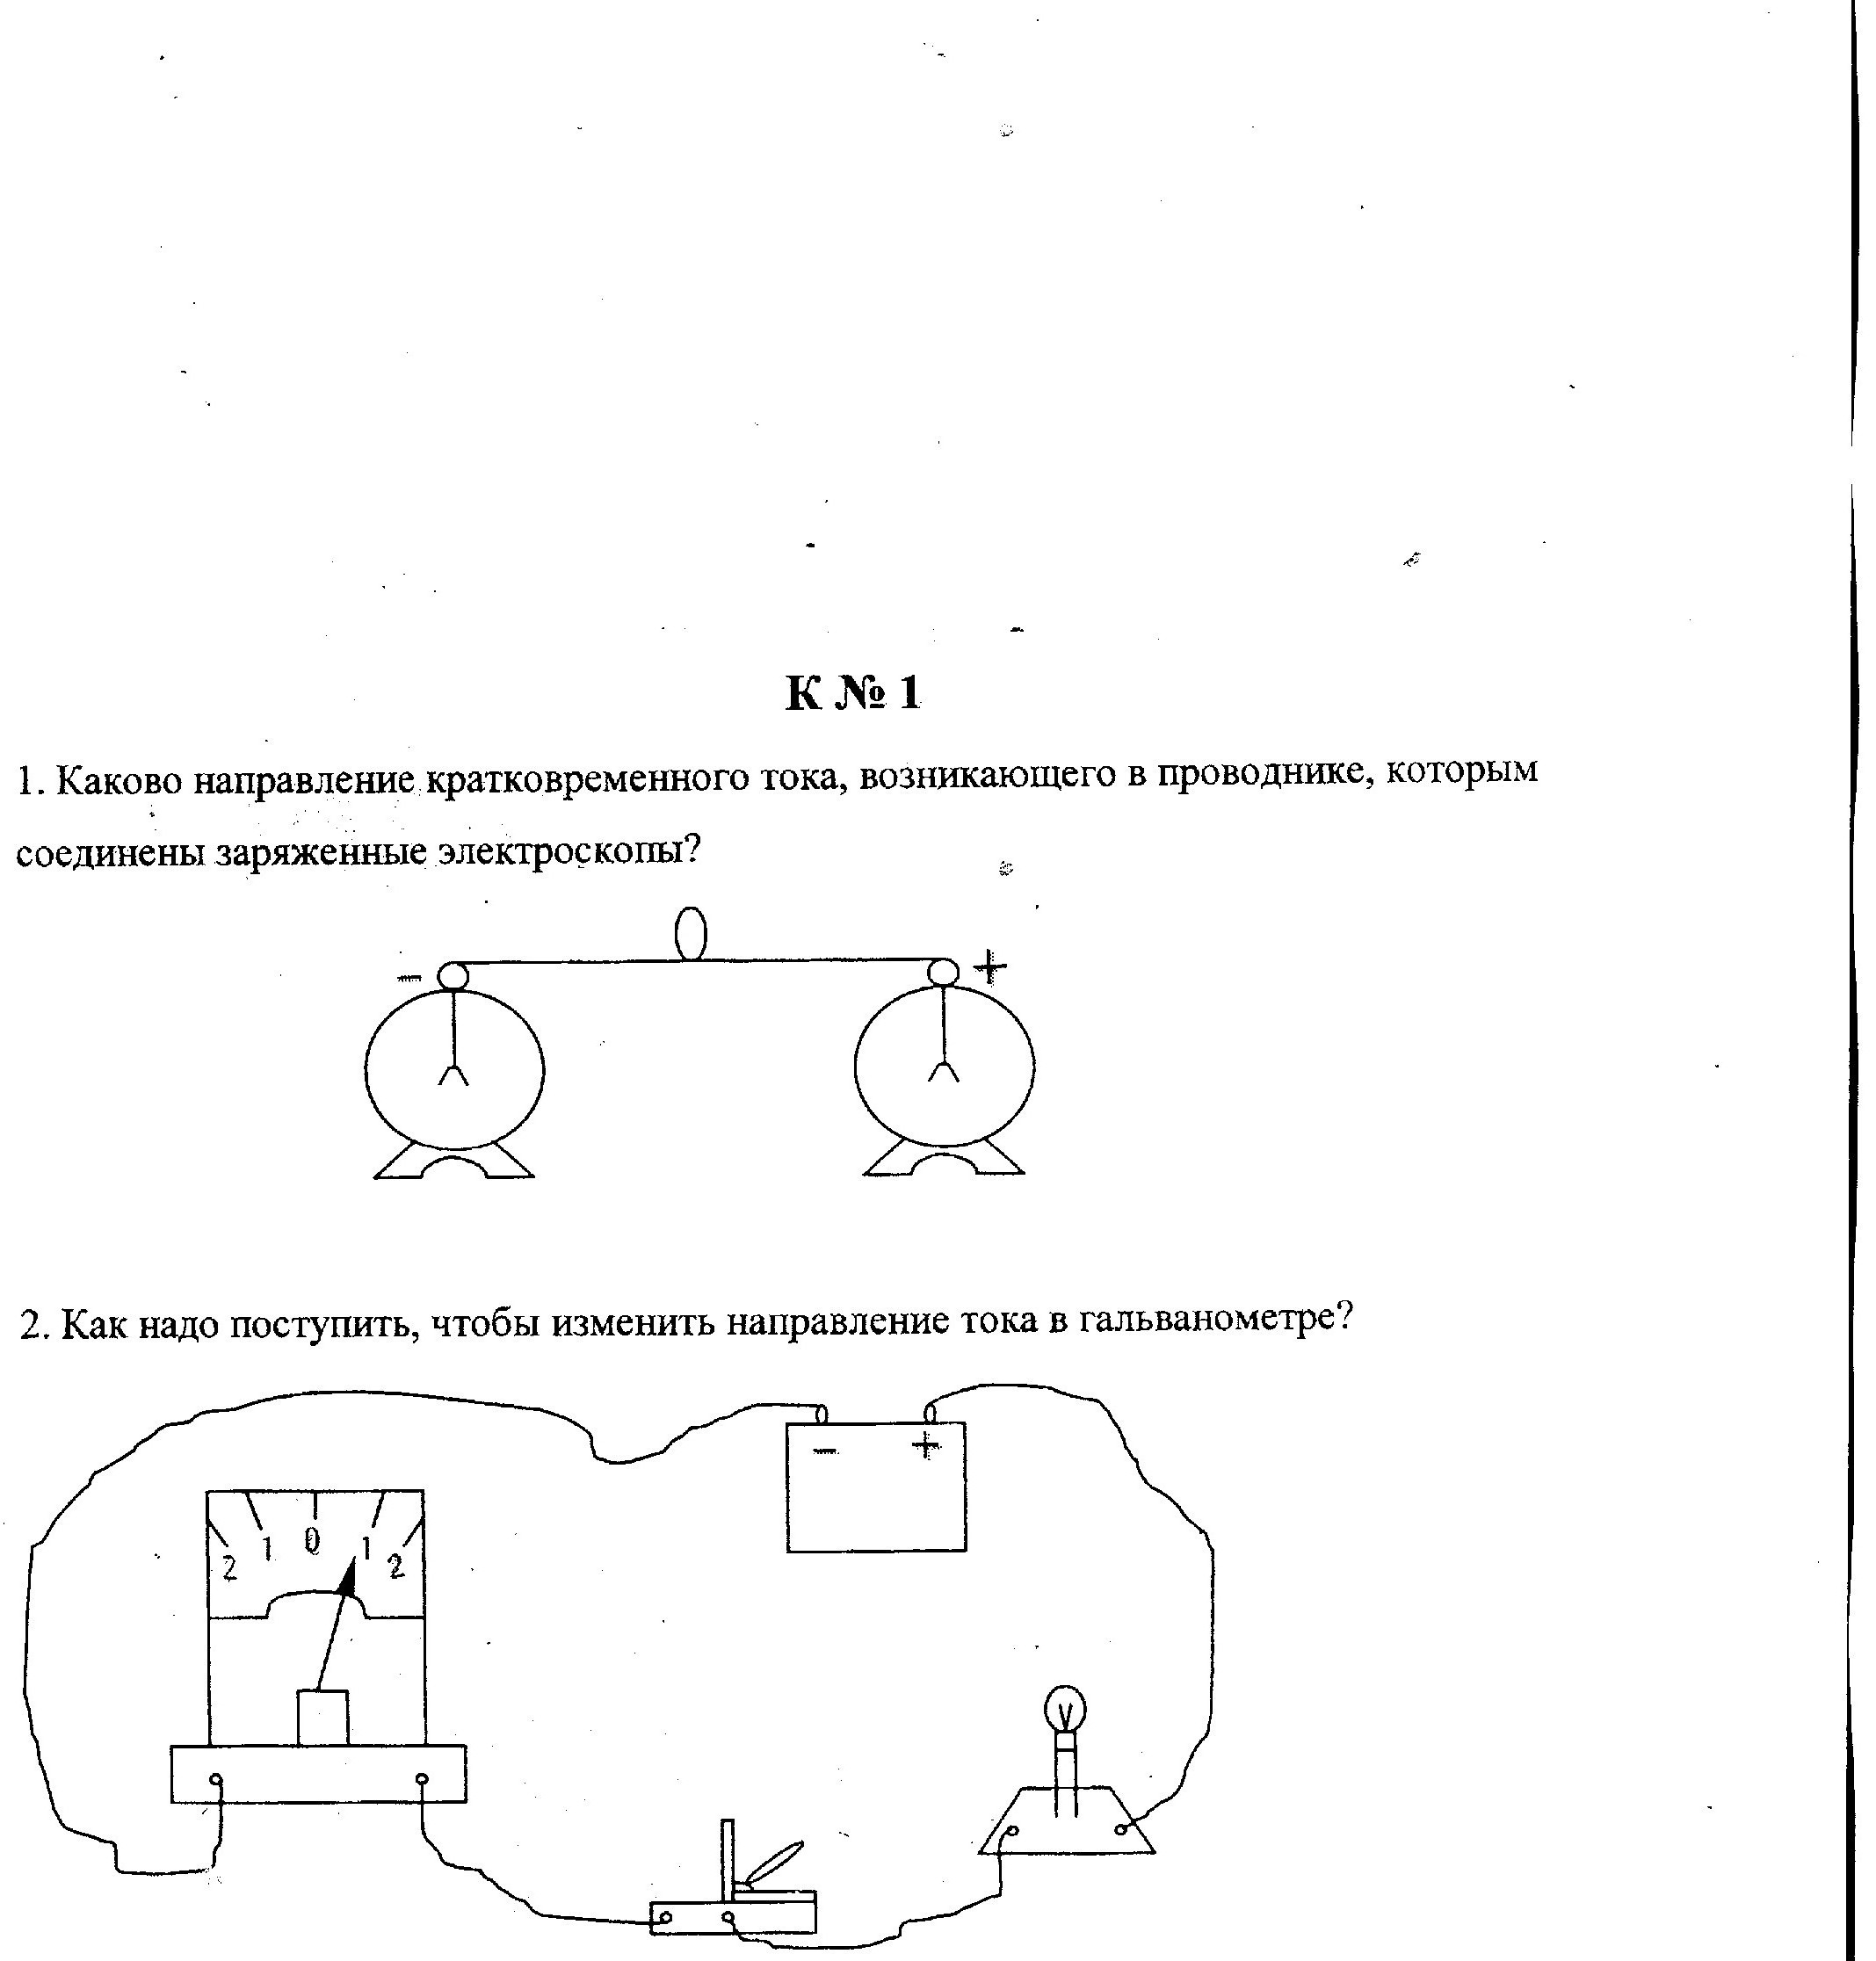 К № 1
1. Каково направление кратковременного тока, возникающего в проводнике, которым
соединены заряженные электроскопы?
- +
2. Как надо поступить, чтобы изменить направление тока в гальванометре?
- +
2 1 0 1 2